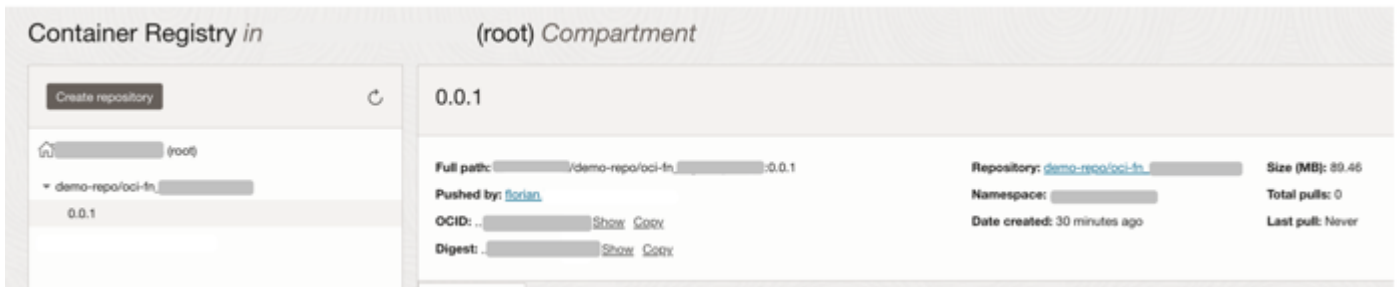 Container Registry in (root) Compartment
Create repository
(root)
demo-repo/oci-fn_
0.0.1
0.0.1
Full path: /demo-repo/oci-fn_ :0.0.1
Pushed by: florian.
OCID: .. Show Copy
Digest: .. Show Copy
Repository: demo-repo/oci-fn_
Namespace:
Date created: 30 minutes ago
Size (MB): 89.46
Total pulls: 0
Last pull: Never